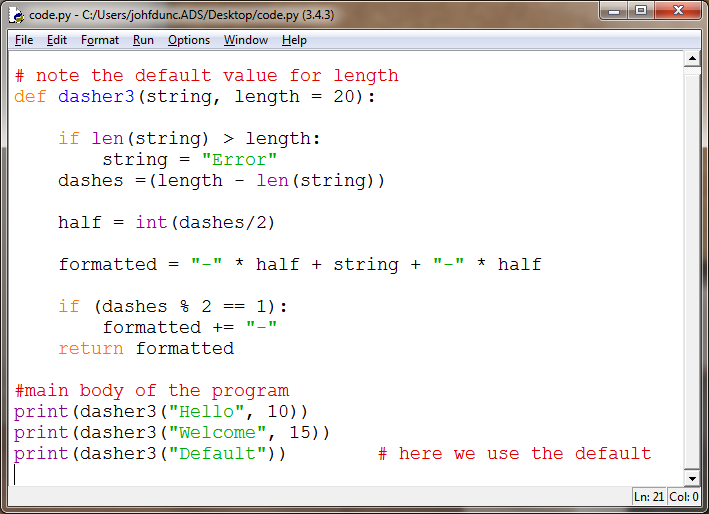 code.py - C:/Users/johfdunc.ADS/Desktop/code.py (3.4.3)
File Edit Format Run Options Window Help
# note the default value for length
def dasher3(string, length = 20):
    if len(string) > length:
        string = "Error"
    dashes =(length - len(string))
    half = int(dashes/2)
    formatted = "-" * half + string + "-" * half
    if (dashes % 2 == 1):
        formatted += "-"
    return formatted
#main body of the program
print(dasher3("Hello", 10))
print(dasher3("Welcome", 15))
print(dasher3("Default"))        # here we use the default
Ln: 21 Col: 0